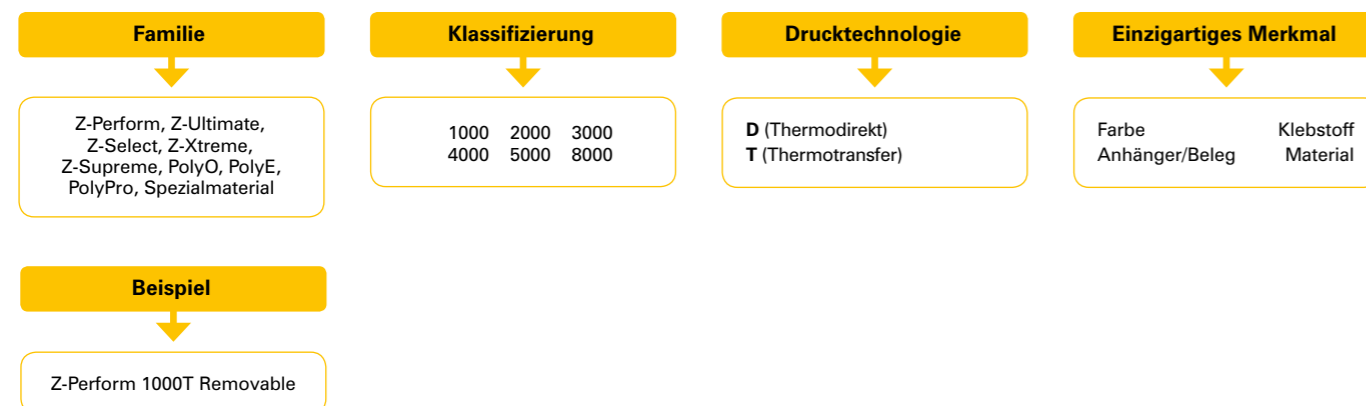 Familie
Z-Perform, Z-Ultimate,
Z-Select, Z-Xtreme,
Z-Supreme, PolyO, PolyE,
PolyPro, Spezialmaterial
Klassifizierung
1000 2000 3000
4000 5000 8000
Drucktechnologie
D (Thermodirekt)
T (Thermotransfer)
Einzigartiges Merkmal
Farbe Klebstoff
Anhänger/Beleg Material
Beispiel
Z-Perform 1000T Removable